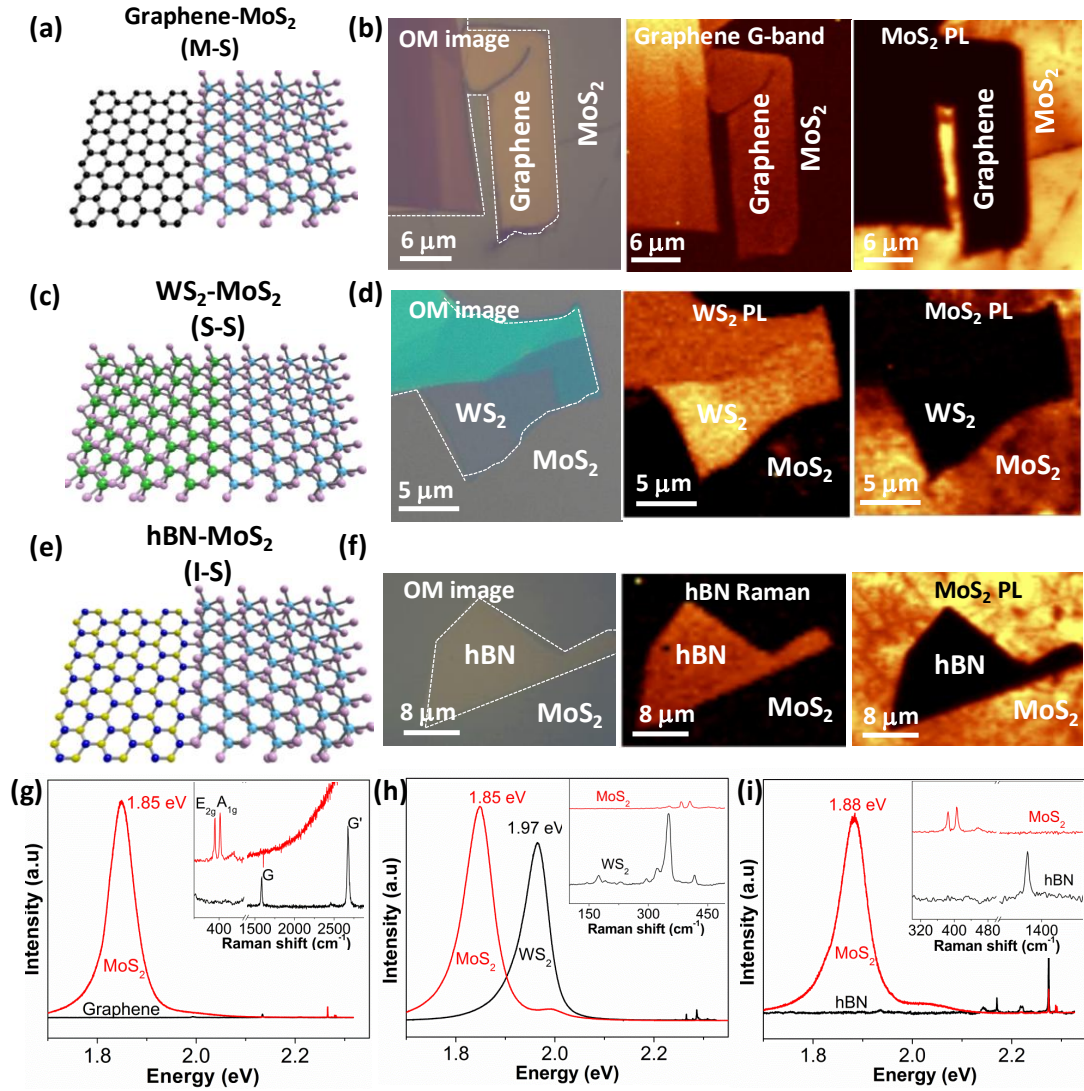 (a)
Graphene-MoS₂
(M-S)
(b)
OM image
Graphene
MoS₂
6 μm
Graphene G-band
Graphene
MoS₂
6 μm
MoS₂ PL
Graphene
MoS₂
6 μm
(c)
WS₂-MoS₂
(S-S)
(d)
OM image
WS₂
MoS₂
5 μm
WS₂ PL
WS₂
MoS₂
5 μm
MoS₂ PL
WS₂
MoS₂
5 μm
(e)
hBN-MoS₂
(I-S)
(f)
OM image
hBN
MoS₂
8 μm
hBN Raman
hBN
MoS₂
8 μm
MoS₂ PL
hBN
MoS₂
8 μm
(g)
1.85 eV
E2g A1g
G
G'
400 1500 2000 2500
Raman shift (cm⁻¹)
MoS₂
Graphene
Intensity (a.u)
1.8 2.0 2.2
Energy (eV)
(h)
1.85 eV
1.97 eV
MoS₂
WS₂
150 300 450
Raman shift (cm⁻¹)
MoS₂
WS₂
Intensity (a.u)
1.8 2.0 2.2
Energy (eV)
(i)
1.88 eV
MoS₂
hBN
320 400 480 1400
Raman shift (cm⁻¹)
MoS₂
hBN
Intensity (a.u)
1.8 2.0 2.2
Energy (eV)